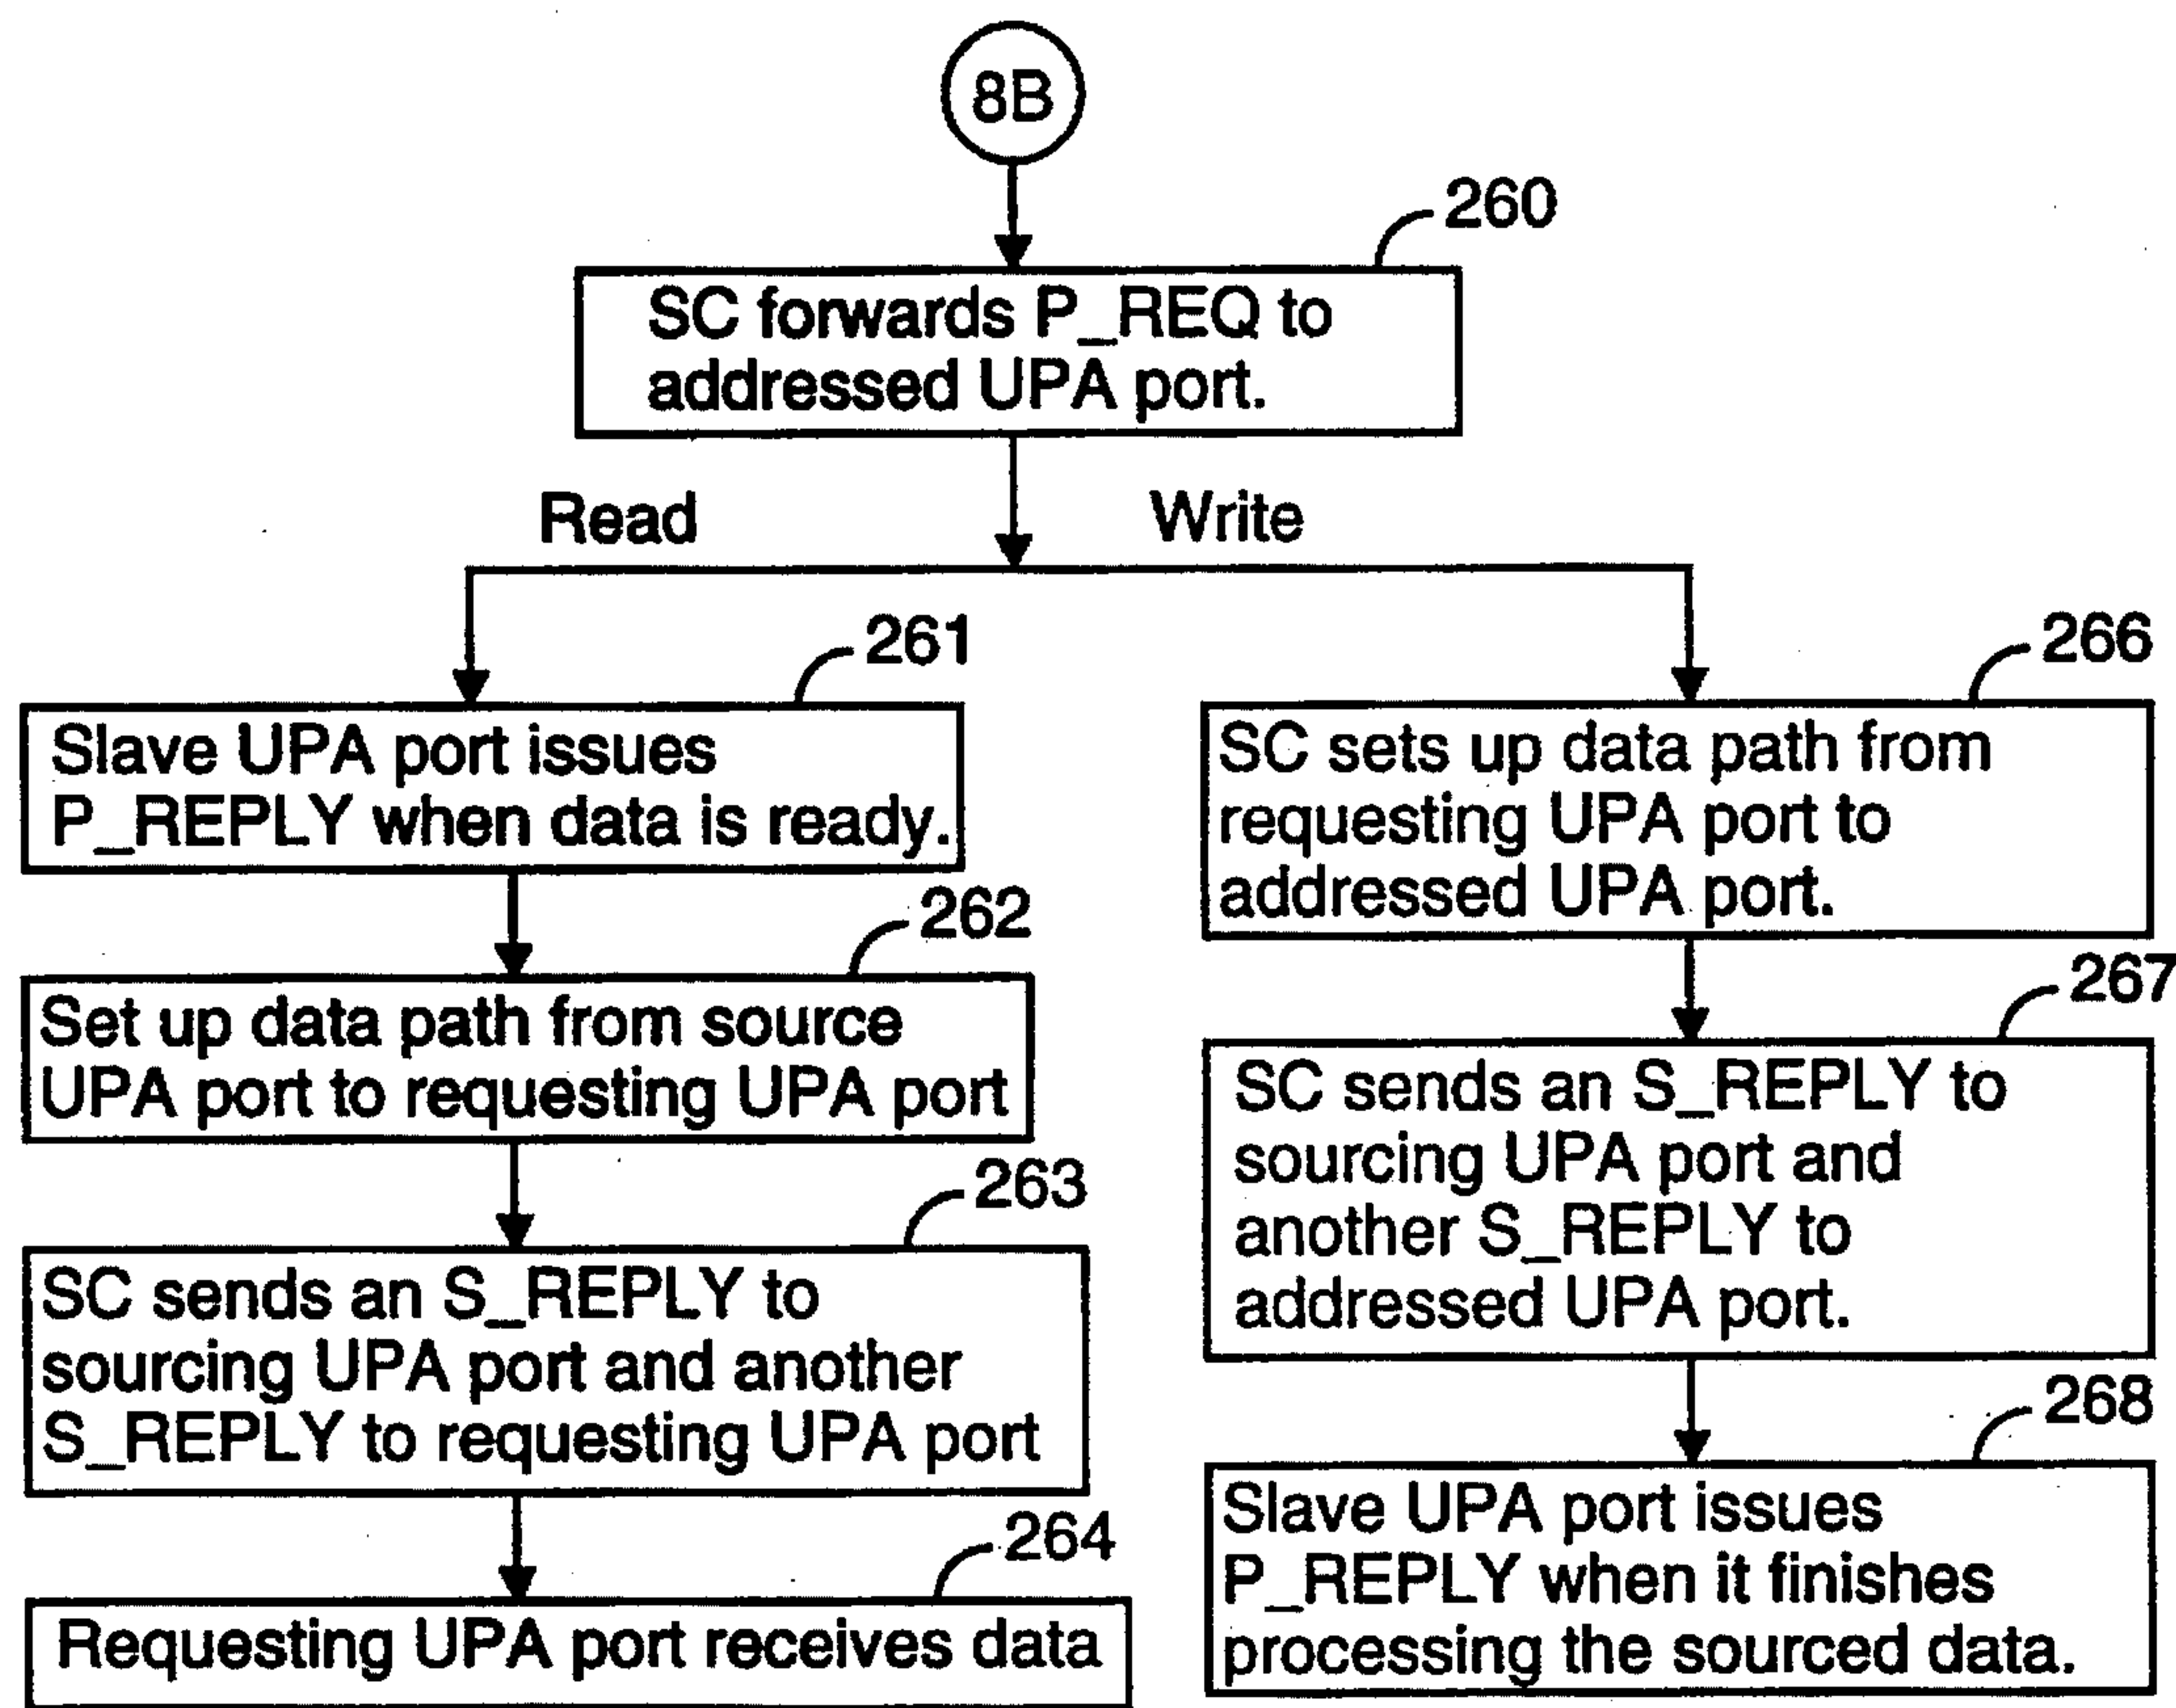 8B
260
SC forwards P_REQ to
addressed UPA port.
Read
Write
261
Slave UPA port issues
P_REPLY when data is ready.
262
Set up data path from source
UPA port to requesting UPA port
263
SC sends an S_REPLY to
sourcing UPA port and another
S_REPLY to requesting UPA port
264
Requesting UPA port receives data
266
SC sets up data path from
requesting UPA port to
addressed UPA port.
267
SC sends an S_REPLY to
sourcing UPA port and
another S_REPLY to
addressed UPA port.
268
Slave UPA port issues
P_REPLY when it finishes
processing the sourced data.